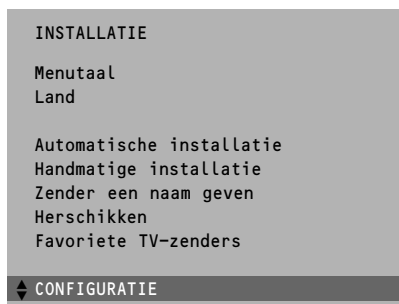 INSTALLATIE
Menutaal
Land
Automatische installatie
Handmatige installatie
Zender een naam geven
Herschikken
Favoriete TV-zenders
CONFIGURATIE